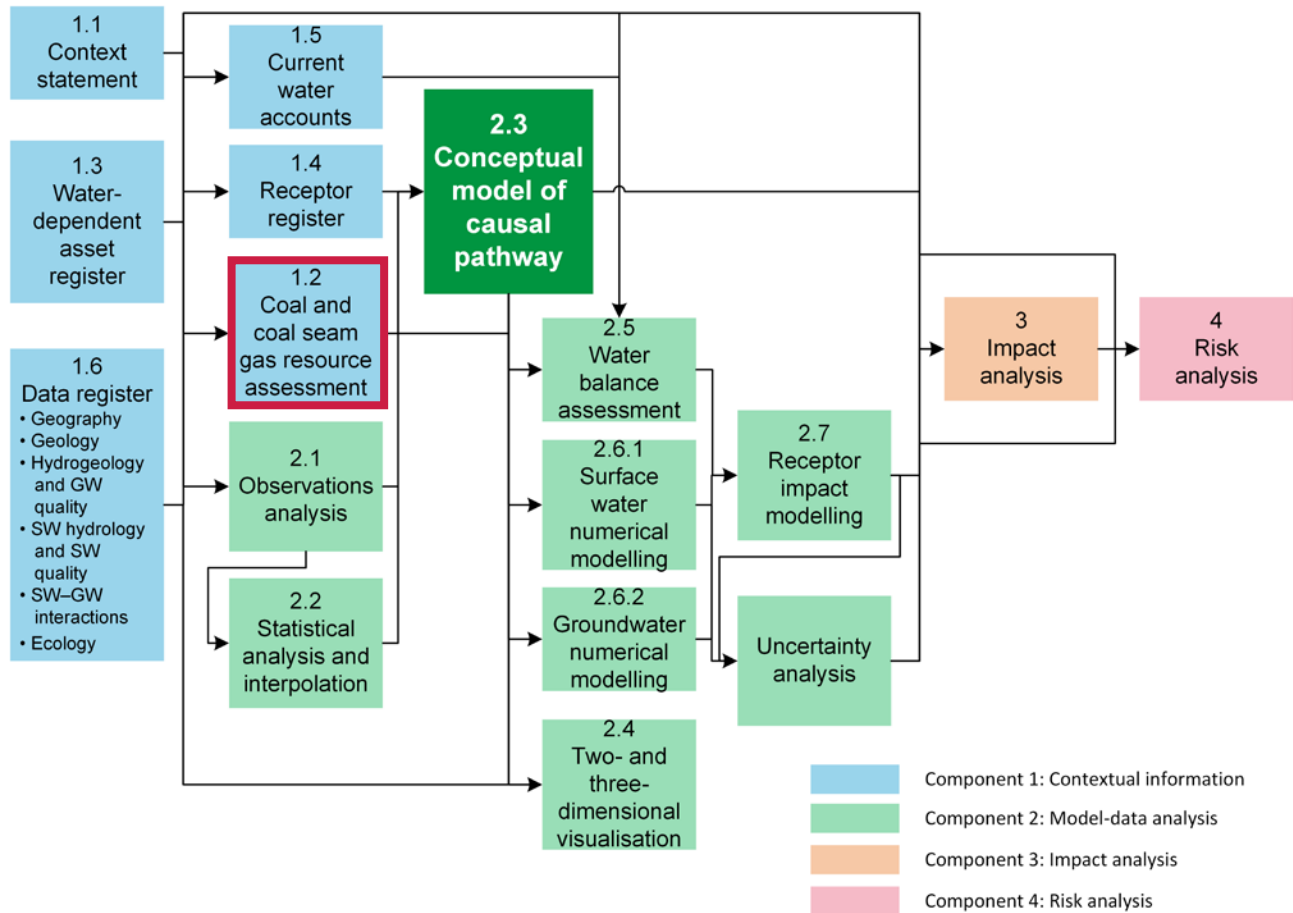 1.1
Context
statement
1.3
Water-
dependent
asset
register
1.6
Data register
• Geography
• Geology
• Hydrogeology
and GW
quality
• SW hydrology
and SW
quality
• SW–GW
interactions
• Ecology
1.5
Current
water
accounts
1.4
Receptor
register
1.2
Coal and
coal seam
gas resource
assessment
2.1
Observations
analysis
2.2
Statistical
analysis and
interpolation
2.3
Conceptual
model of
causal
pathway
2.5
Water
balance
assessment
2.6.1
Surface
water
numerical
modelling
2.6.2
Groundwater
numerical
modelling
2.4
Two- and
three-
dimensional
visualisation
2.7
Receptor
impact
modelling
Uncertainty
analysis
3
Impact
analysis
4
Risk
analysis
Component 1: Contextual information
Component 2: Model-data analysis
Component 3: Impact analysis
Component 4: Risk analysis